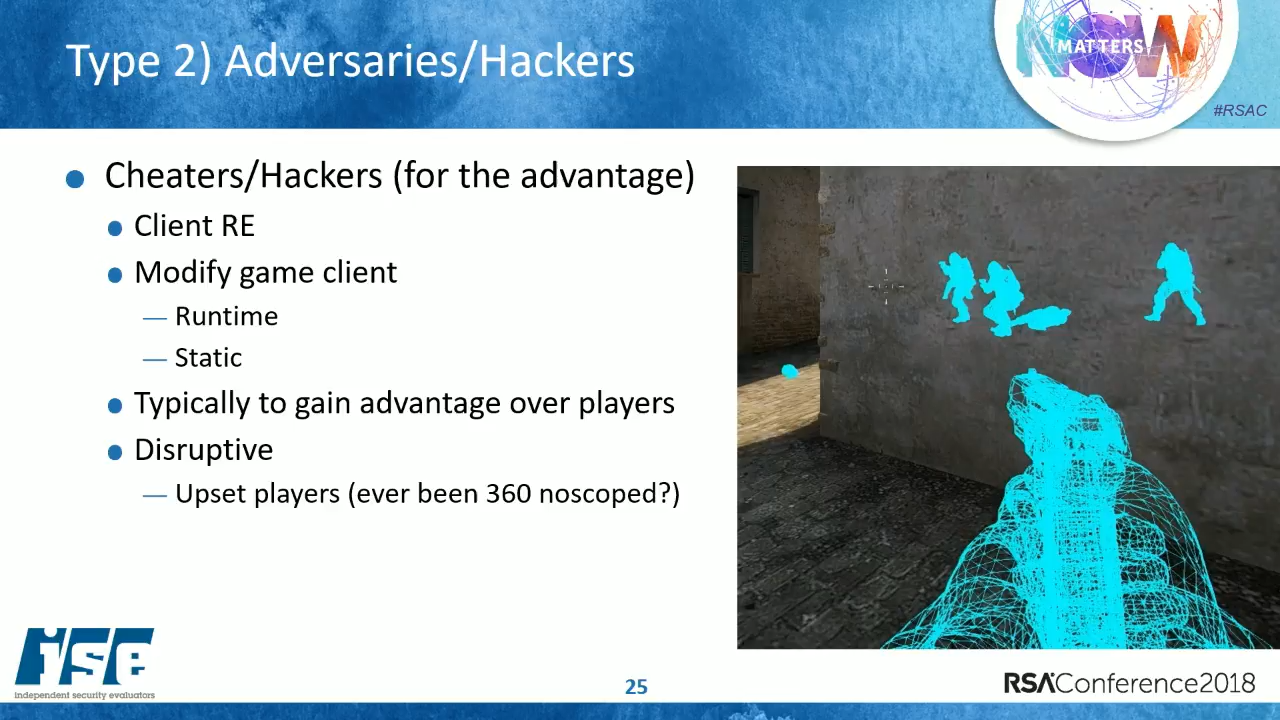 Type 2) Adversaries/Hackers
NOW
MATTERS
#RSAC
Cheaters/Hackers (for the advantage)
Client RE
Modify game client
— Runtime
— Static
Typically to gain advantage over players
Disruptive
— Upset players (ever been 360 noscoped?)
ise
independent security evaluators
25
RSAConference2018